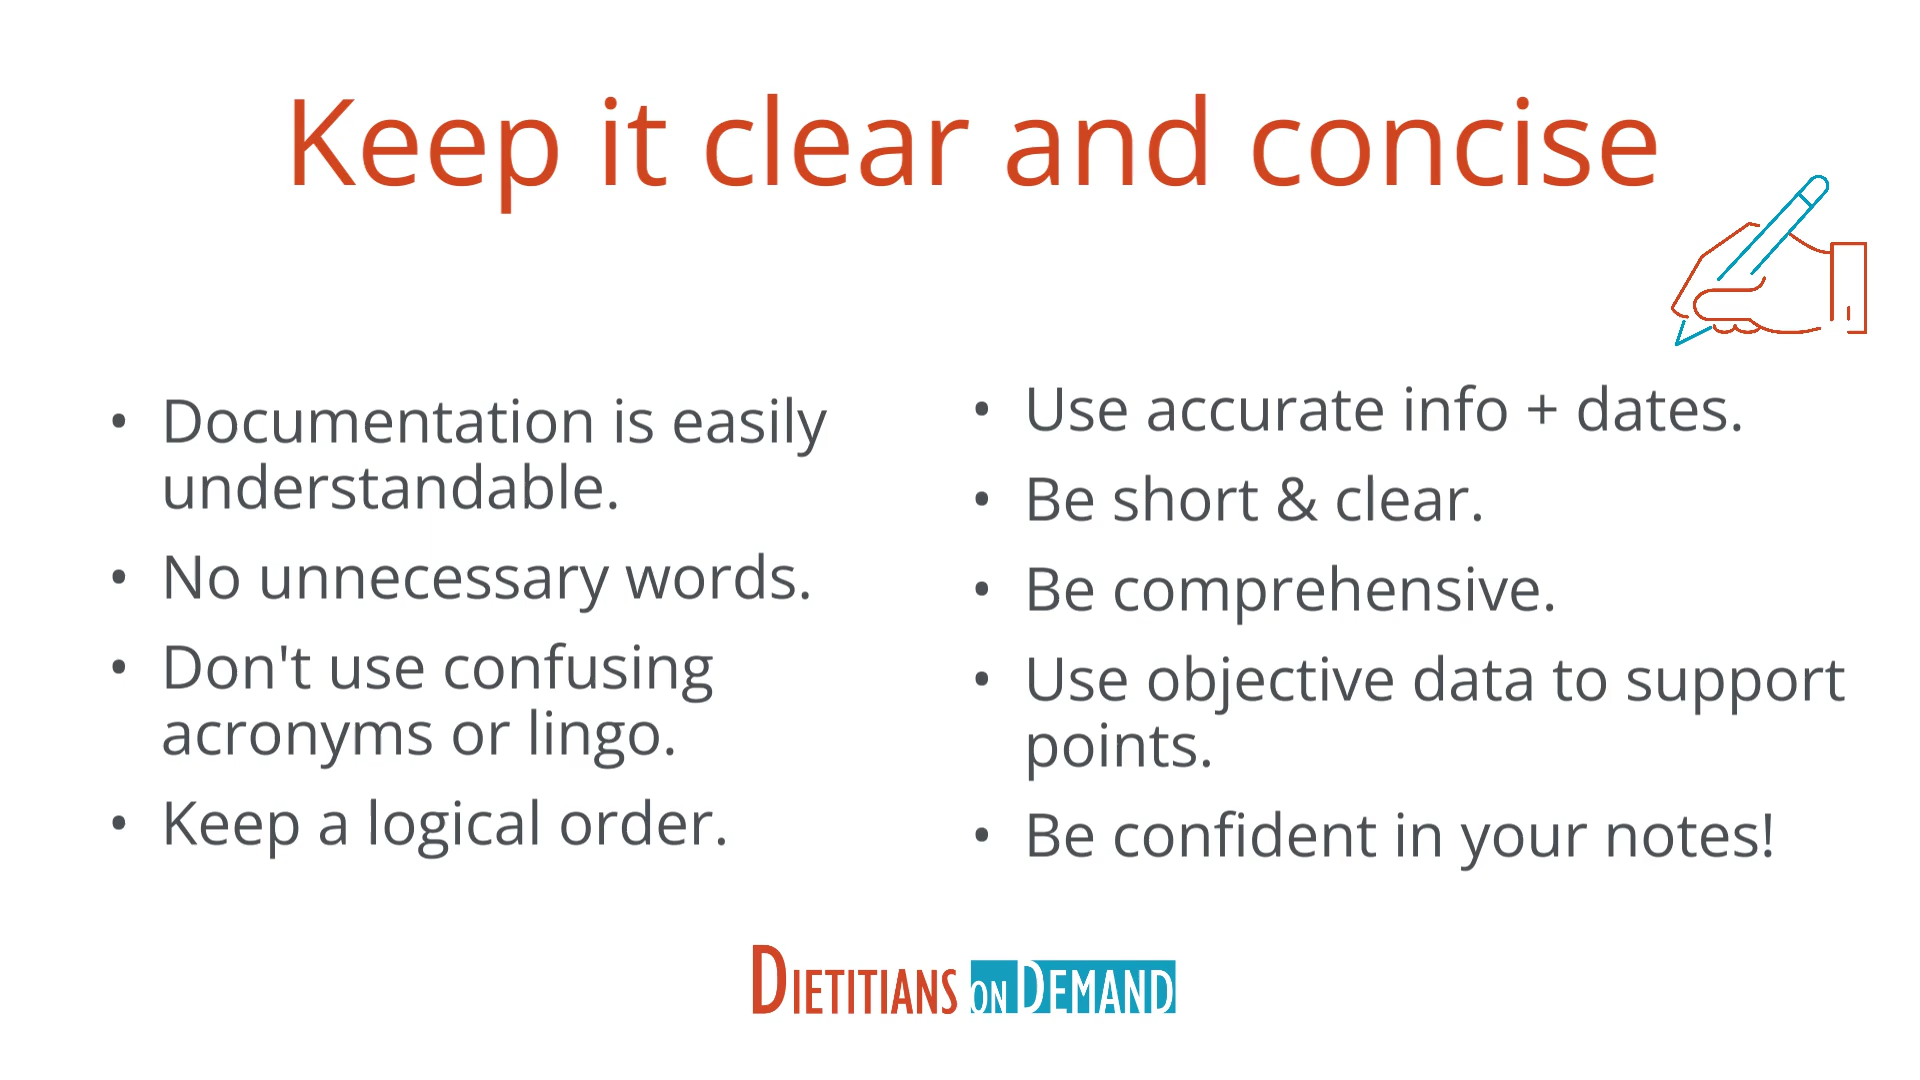 Keep it clear and concise
• Documentation is easily
understandable.
• No unnecessary words.
• Don't use confusing
acronyms or lingo.
• Keep a logical order.
• Use accurate info + dates.
• Be short & clear.
• Be comprehensive.
• Use objective data to support
points.
• Be confident in your notes!
DIETITIANS ON DEMAND